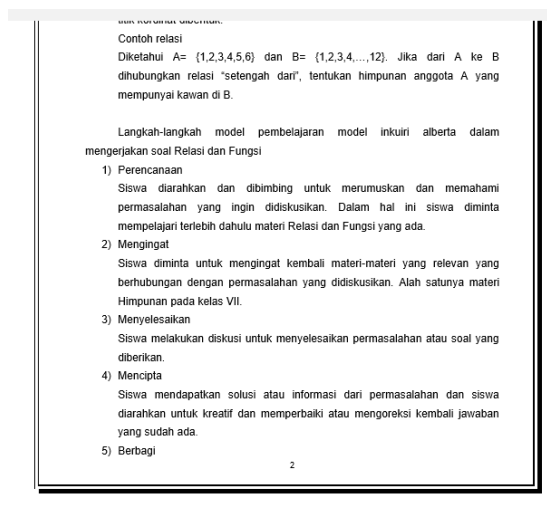 titik kordinat dibentuk.
Contoh relasi
Diketahui A= {1,2,3,4,5,6} dan B= {1,2,3,4,…,12}. Jika dari A ke B
dihubungkan relasi “setengah dari”, tentukan himpunan anggota A yang
mempunyai kawan di B.
Langkah-langkah model pembelajaran model inkuiri alberta dalam
mengerjakan soal Relasi dan Fungsi
1) Perencanaan
Siswa diarahkan dan dibimbing untuk merumuskan dan memahami
permasalahan yang ingin didiskusikan. Dalam hal ini siswa diminta
mempelajari terlebih dahulu materi Relasi dan Fungsi yang ada.
2) Mengingat
Siswa diminta untuk mengingat kembali materi-materi yang relevan yang
berhubungan dengan permasalahan yang didiskusikan. Alah satunya materi
Himpunan pada kelas VII.
3) Menyelesaikan
Siswa melakukan diskusi untuk menyelesaikan permasalahan atau soal yang
diberikan.
4) Mencipta
Siswa mendapatkan solusi atau informasi dari permasalahan dan siswa
diarahkan untuk kreatif dan memperbaiki atau mengoreksi kembali jawaban
yang sudah ada.
5) Berbagi
2